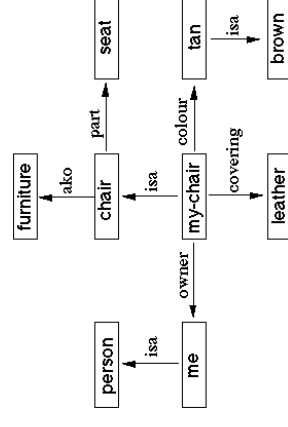 furniture
ako
person
chair
part
seat
isa
isa
me
owner
my-chair
colour
tan
isa
covering
leather
brown